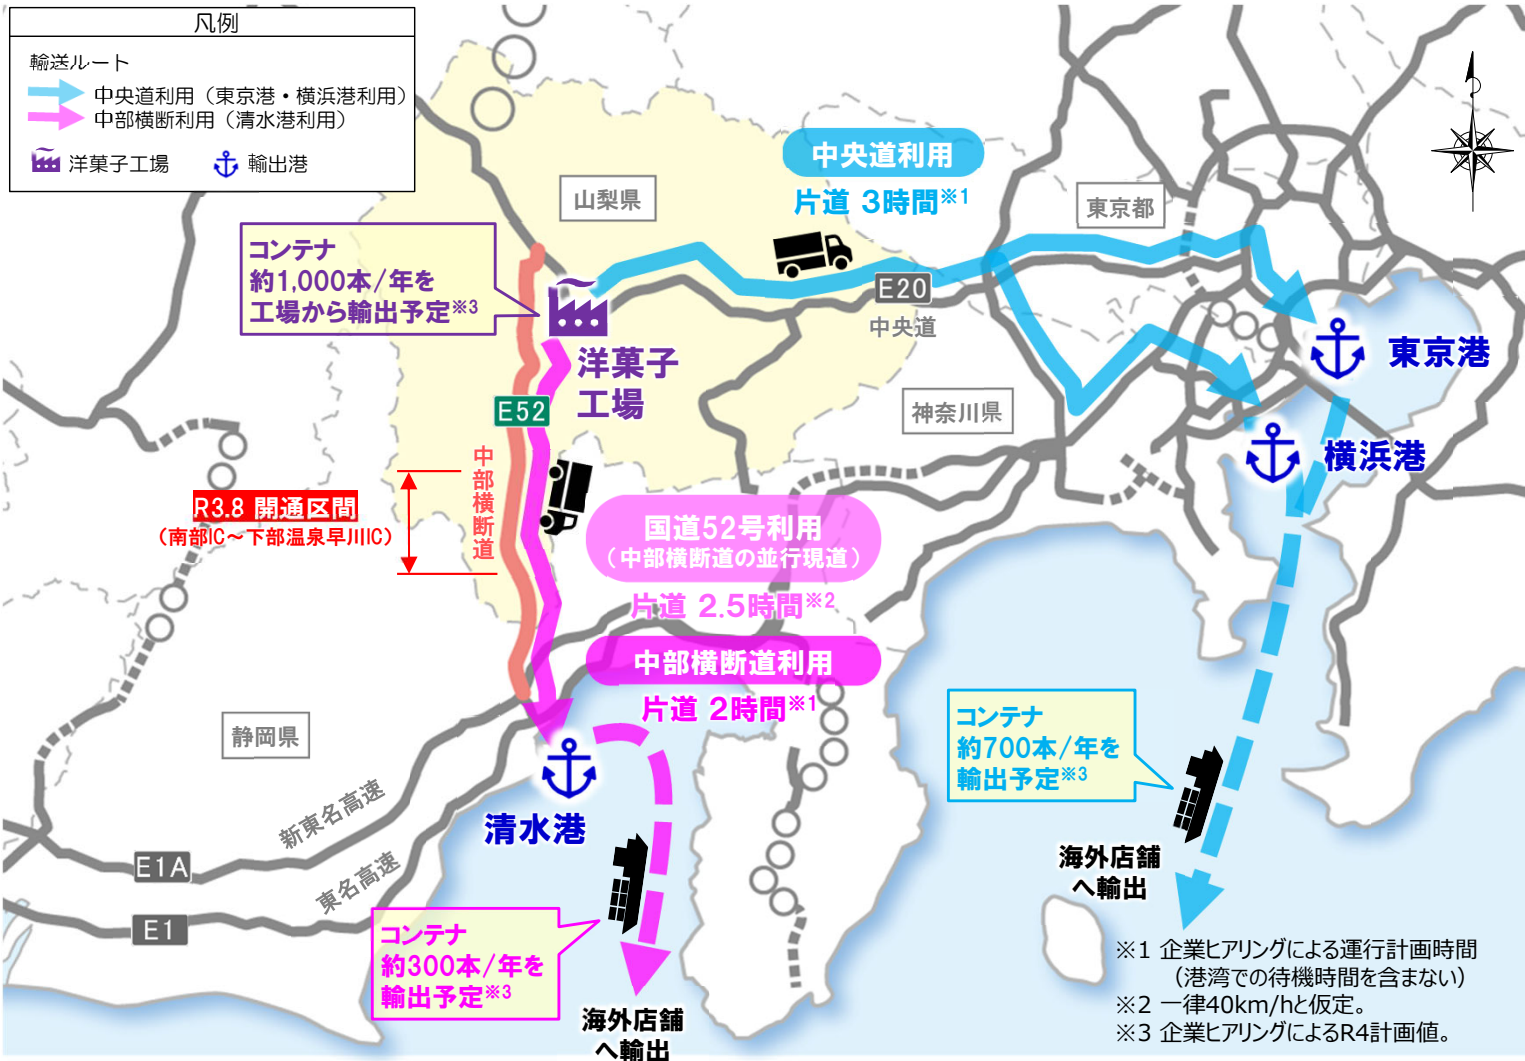 凡例
輸送ルート
中央道利用（東京港・横浜港利用）
中部横断利用（清水港利用）
洋菓子工場
輸出港
中央道利用
片道 3時間※1
山梨県
東京都
コンテナ
約1,000本/年を
工場から輸出予定※3
E20
中央道
東京港
洋菓子
工場
E52
神奈川県
横浜港
中部横断道
R3.8 開通区間
（南部IC～下部温泉早川IC）
国道52号利用
（中部横断道の並行現道）
片道 2.5時間※2
中部横断道利用
片道 2時間※1
静岡県
コンテナ
約700本/年を
輸出予定※3
清水港
新東名高速
E1A
東名高速
E1
海外店舗
へ輸出
コンテナ
約300本/年を
輸出予定※3
海外店舗
へ輸出
※1 企業ヒアリングによる運行計画時間
（港湾での待機時間を含まない）
※2 一律40km/hと仮定。
※3 企業ヒアリングによるR4計画値。